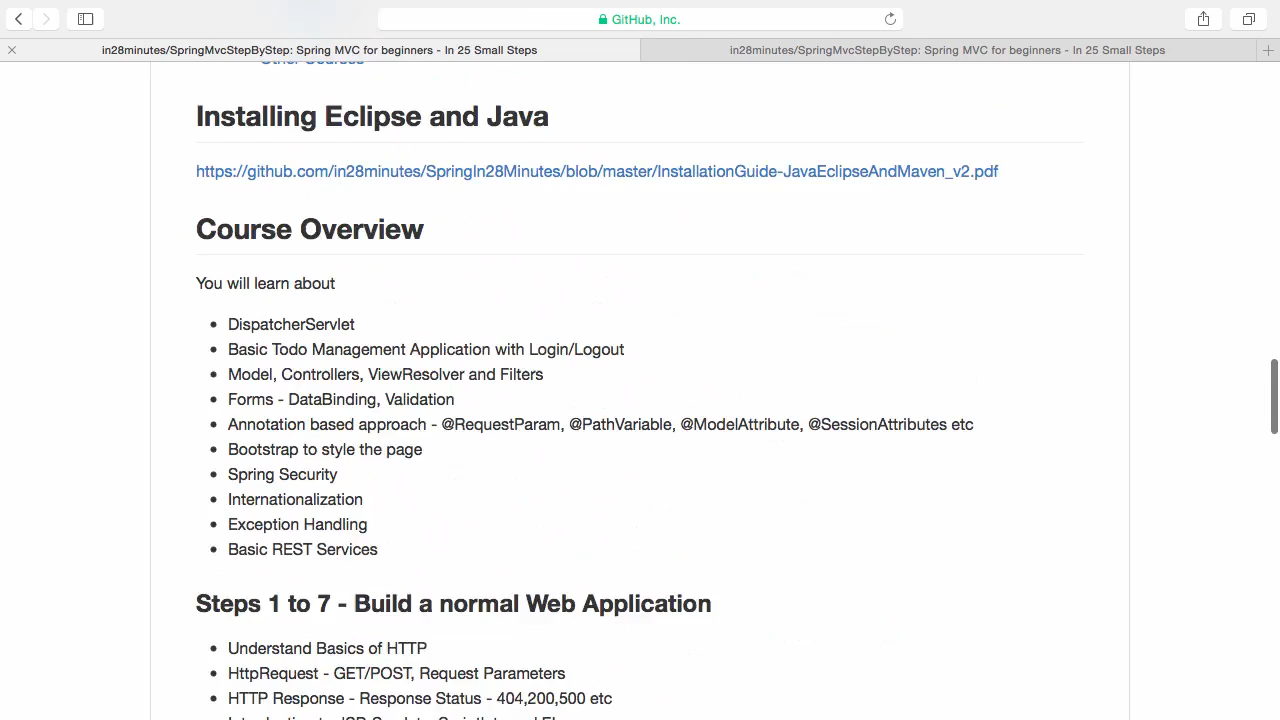 GitHub, Inc.
in28minutes/SpringMvcStepByStep: Spring MVC for beginners - In 25 Small Steps
in28minutes/SpringMvcStepByStep: Spring MVC for beginners - In 25 Small Steps
Other Courses
Installing Eclipse and Java
https://github.com/in28minutes/SpringIn28Minutes/blob/master/InstallationGuide-JavaEclipseAndMaven_v2.pdf
Course Overview
You will learn about
• DispatcherServlet
• Basic Todo Management Application with Login/Logout
• Model, Controllers, ViewResolver and Filters
• Forms - DataBinding, Validation
• Annotation based approach - @RequestParam, @PathVariable, @ModelAttribute, @SessionAttributes etc
• Bootstrap to style the page
• Spring Security
• Internationalization
• Exception Handling
• Basic REST Services
Steps 1 to 7 - Build a normal Web Application
• Understand Basics of HTTP
• HttpRequest - GET/POST, Request Parameters
• HTTP Response - Response Status - 404,200,500 etc